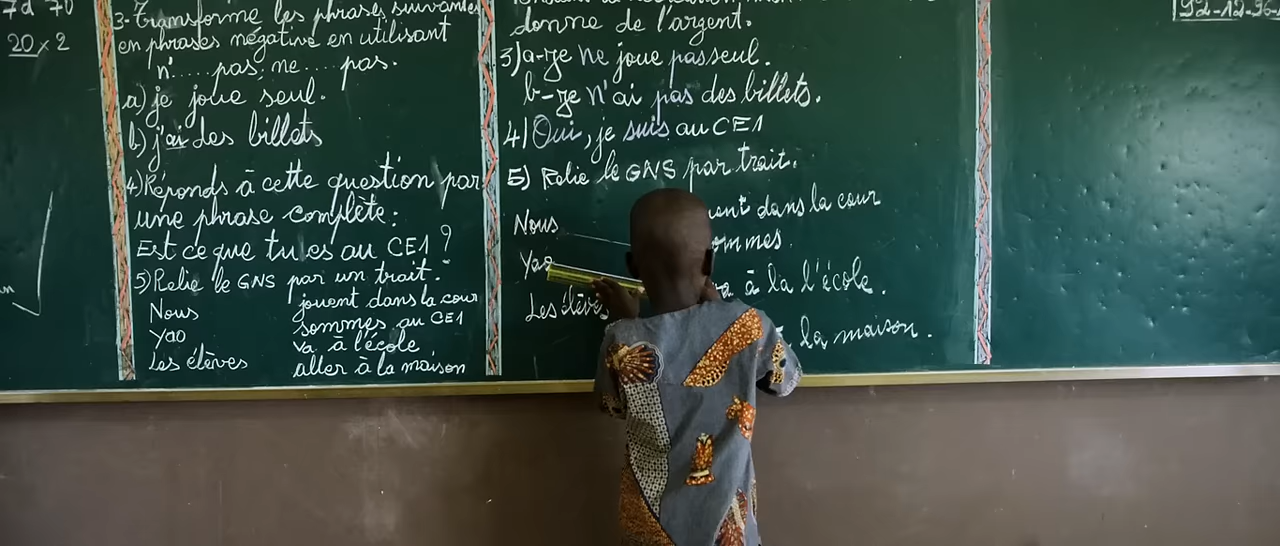 20 x 2
3- Transforme les phrases suivantes
en phrases négative en utilisant
n'.....pas, ne.....pas.
a) je joue seul.
b) j'ai des billets
4) Réponds à cette question par
une phrase complète:
Est ce que tu es au CE1 ?
5) Relie le GNS par un trait.
Nous jouent dans la cour
Yao sommes au CE1
Les élèves va à l'école
aller à la maison
donne de l'argent.
3) a-Je ne joue pas seul.
b-Je n'ai pas des billets.
4) Oui, je suis au CE1
5) Relie le GNS par trait.
Nous uent dans la cour
Yao ommes.
Les élèves a à la l'école.
la maison.